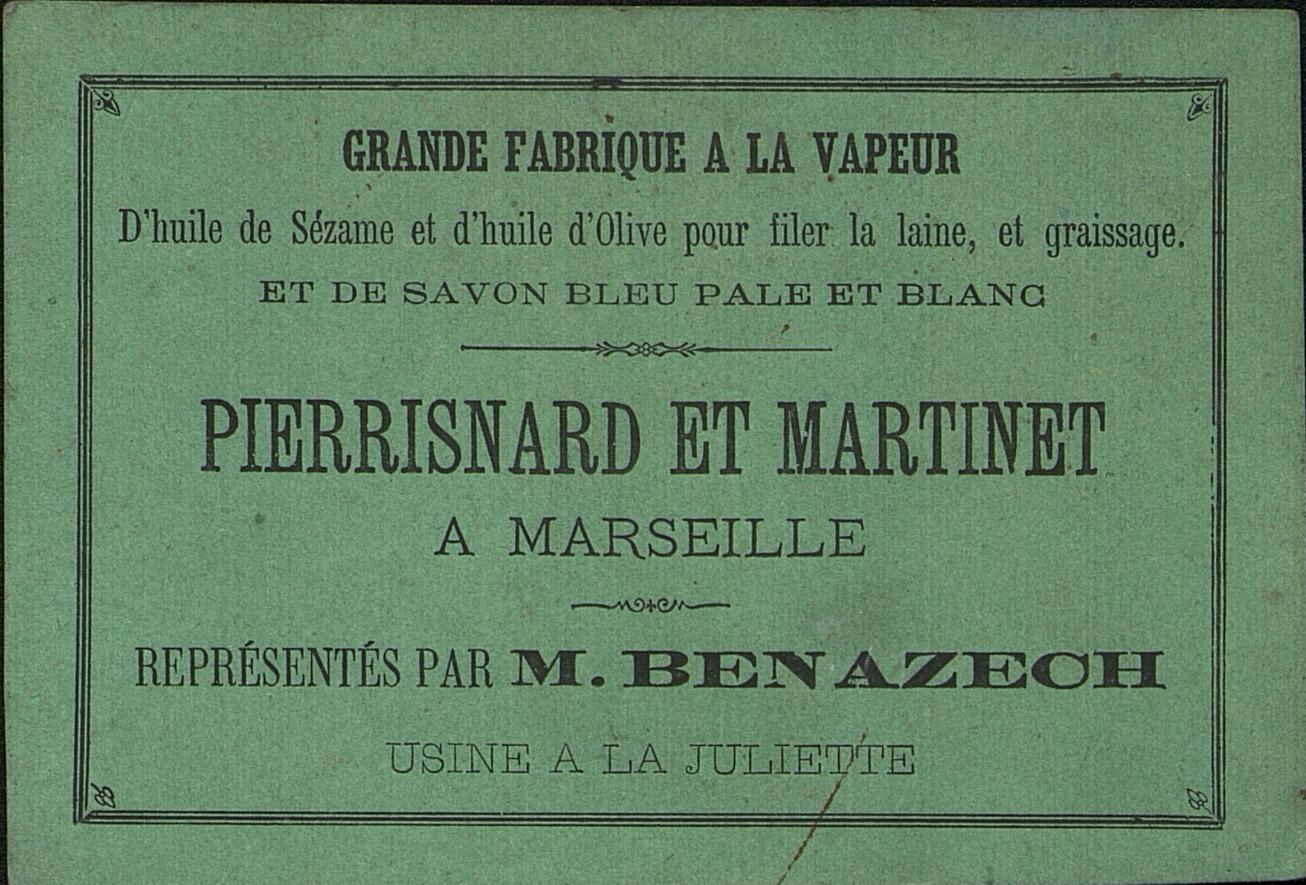 GRANDE FABRIQUE A LA VAPEUR
D'huile de Sézame et d'huile d'Olive pour filer la laine, et graissage.
ET DE SAVON BLEU PALE ET BLANC
PIERRISNARD ET MARTINET
A MARSEILLE
REPRÉSENTÉS PAR M. BENAZECH
USINE A LA JULIETTE